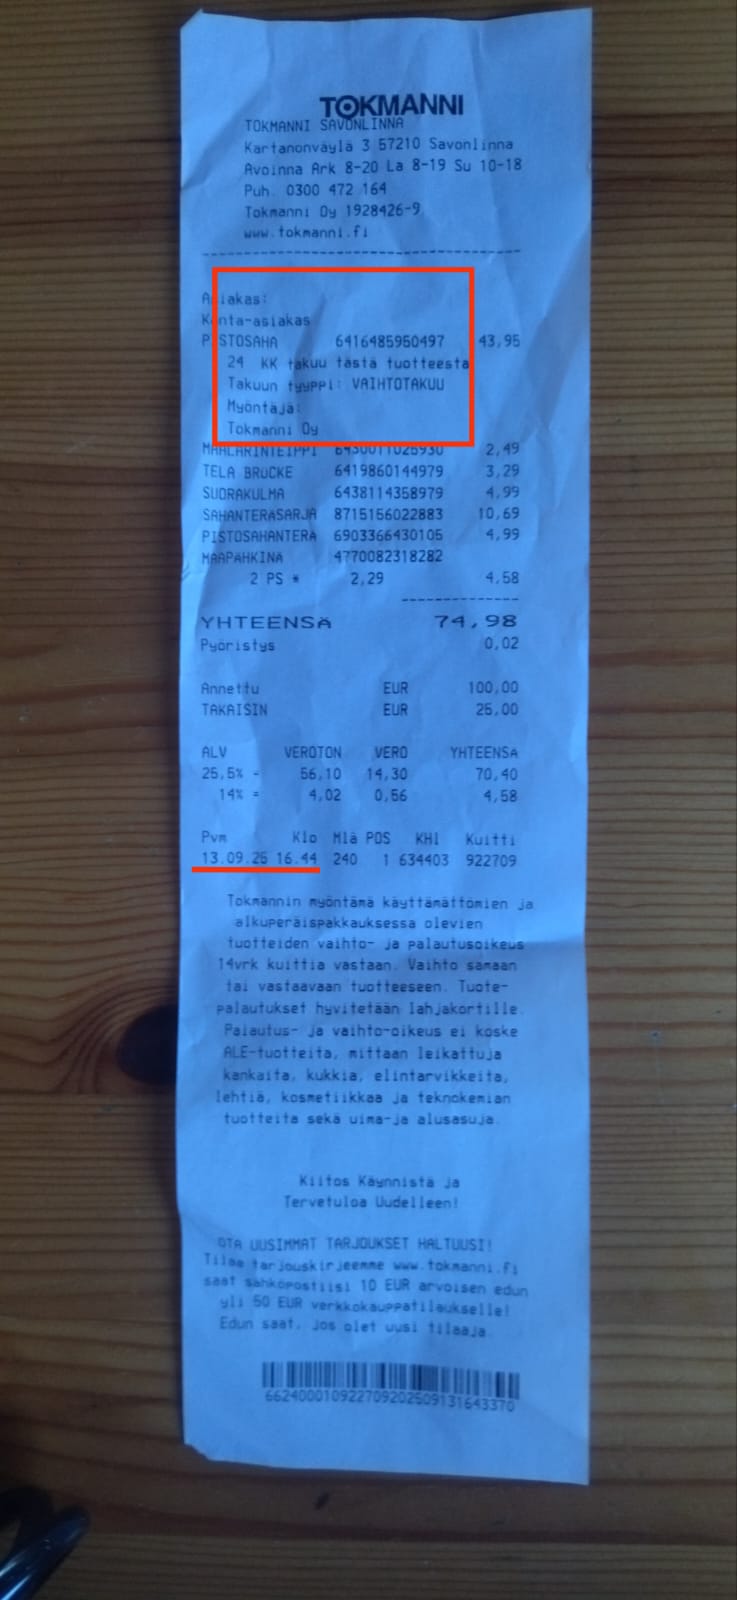 TOKMANNI
TOKMANNI SAVONLINNA
Kartanonväylä 3 57210 Savonlinna
Avoinna Ark 8-20 La 8-19 Su 10-18
Puh. 0300 472 164
Tokmanni Oy 1928426-9
www.tokmanni.fi
Asiakas:
Kanta-asiakas
PISTOSAHA 6416485950497 43,95
24 KK takuu tästä tuotteesta
Takuun tyyppi: VAIHTOTAKUU
Myöntäjä:
Tokmanni Oy
MAALARINTEIPPI 6430011025930 2,49
TELA BRUCKE 6419860144979 3,29
SUORAKULMA 6438114358979 4,99
SAHANTERÄSARJA 8715156022883 10,69
PISTOSAHANTERÄ 6903366430105 4,99
MAAPÄHKINÄ 4770082318282
2 PS * 2,29 4,58
YHTEENSÄ 74,98
Pyöristys 0,02
Annettu EUR 100,00
TAKAISIN EUR 25,00
ALV VEROTON VERO YHTEENSÄ
25,5% = 56,10 14,30 70,40
14% = 4,02 0,56 4,58
Pvm Klo Mlä POS KHL Kuitti
13.09.25 16.44 240 1 634403 922709
Tokmannin myöntämä käyttämättömien ja
alkuperäispakkauksessa olevien
tuotteiden vaihto- ja palautusoikeus
14vrk kuittia vastaan. Vaihto samaan
tai vastaavaan tuotteeseen. Tuote-
palautukset hyvitetään lahjakortille.
Palautus- ja vaihto-oikeus ei koske
ALE-tuotteita, mittaan leikattuja
kankaita, kukkia, elintarvikkeita,
lehtiä, kosmetiikkaa ja teknokemian
tuotteita sekä uima-ja alusasuja.
Kiitos Käynnistä ja
Tervetuloa Uudelleen!
OTA UUSIMMAT TARJOUKSET HALTUUSI!
Tilaa tarjouskirjeemme www.tokmanni.fi
saat sähköpostiisi 10 EUR arvoisen edun
yli 50 EUR verkkokauppatilaukselle!
Edun saat, jos olet uusi tilaaja.
662400010922709202509131643370